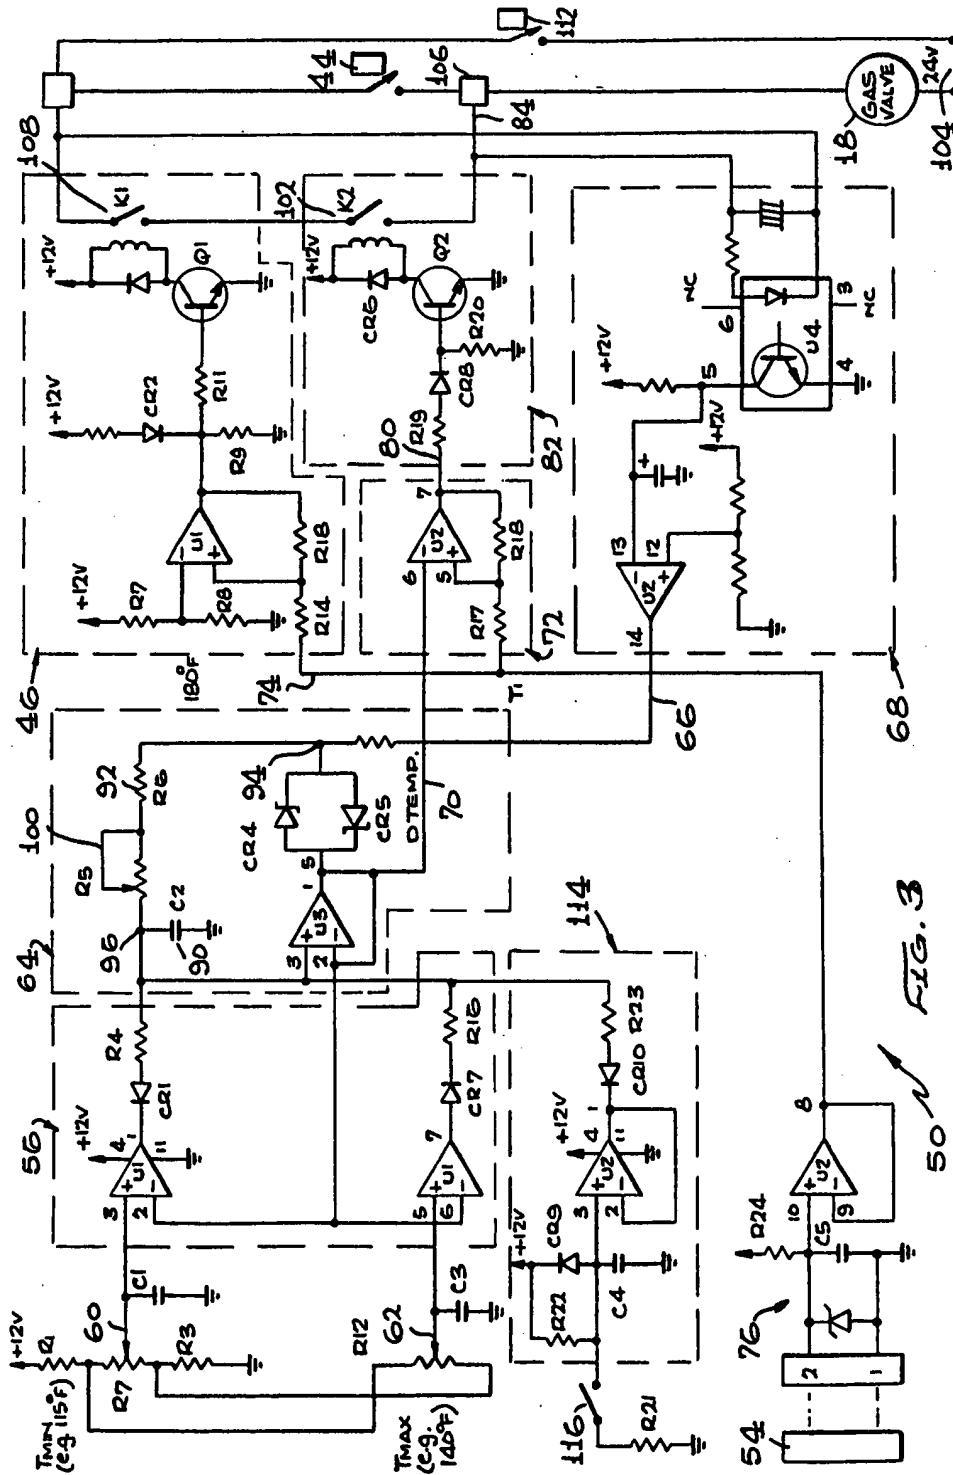 TMIN
(e.g. 115°F)
+12V
R1
R7
60
R3
C1
TMAX
(e.g.
140°F)
R12
62
C3
56
+12V
3
2
4
1
11
U1
CR1
R4
5
6
7
U1
CR7
R16
64
96
R5
100
92
R6
C2
90
3
2
1
U3
5
CR4
CR5
94
D TEMP.
70
46
180°F
+12V
R7
R8
U1
R14
R18
+12V
CR2
R9
R11
+12V
Q1
K1
108
74
T1
72
6
5
7
U2
R17
R18
80
R19
82
CR8
R20
CR6
+12V
Q2
K2
102
44
112
106
84
GAS
VALVE
18
24V
104
66
68
14
13
12
U2
+
+12V
+12V
5
U4
4
6
NC
3
NC
114
116
R21
R22
+12V
CR9
C4
3
2
+12V
4
1
11
U2
CR10
R23
54
2
1
76
R24
C5
10
9
8
U2
50
FIG. 3